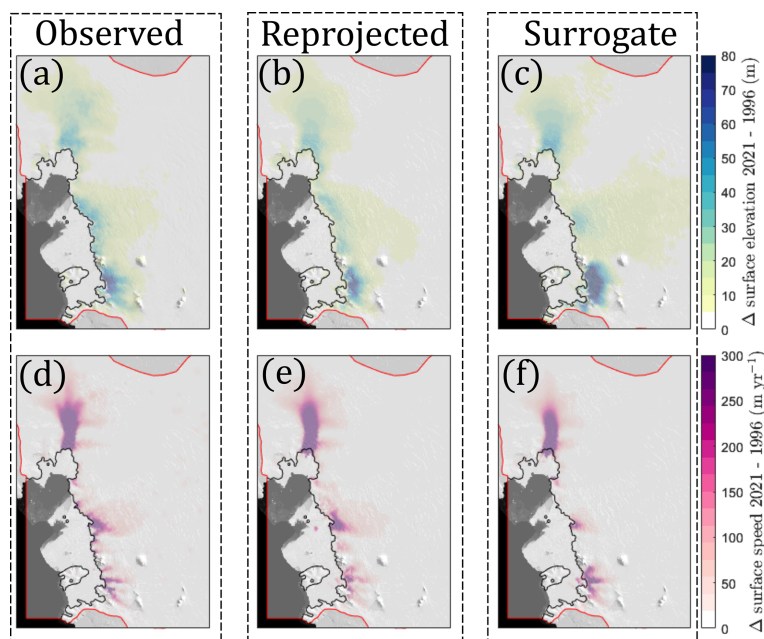 Observed
Reprojected
Surrogate
(a)
(b)
(c)
80
70
60
50
40
30
20
10
0
Δ surface elevation 2021 - 1996 (m)
(d)
(e)
(f)
300
250
200
150
100
50
0
Δ surface speed 2021 - 1996 (m yr⁻¹)